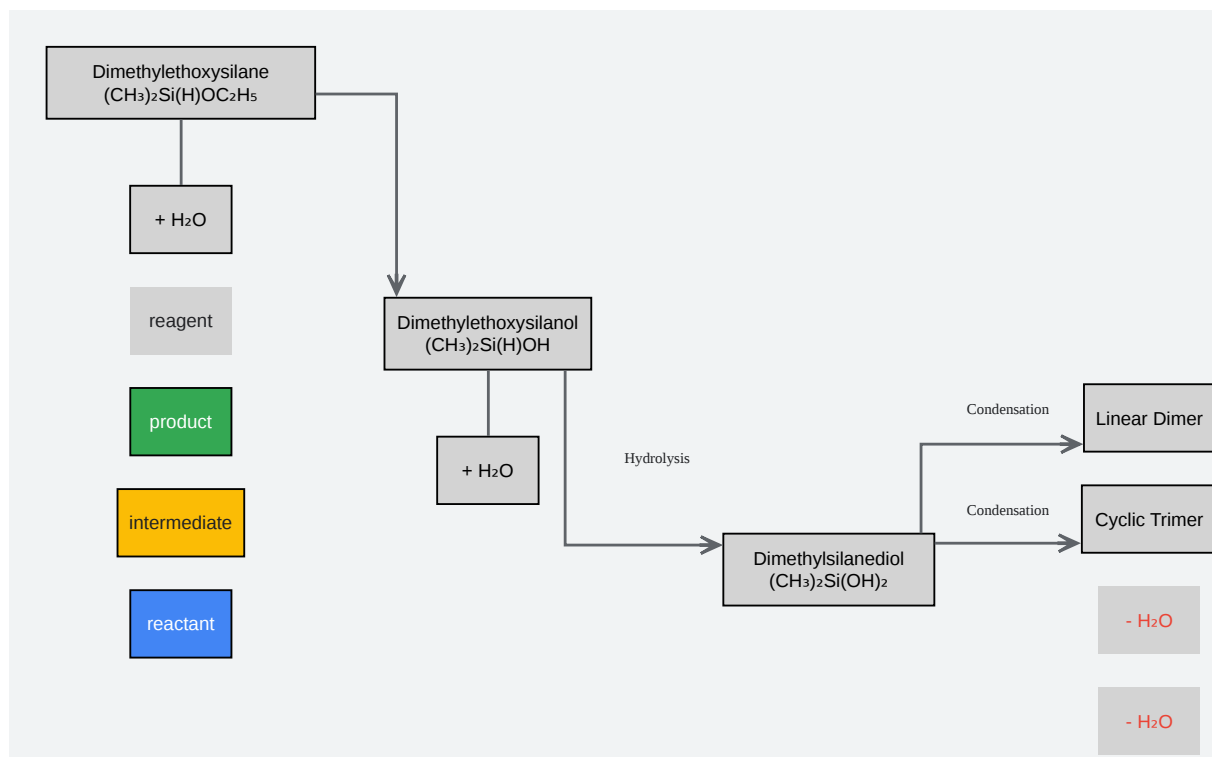 Dimethylethoxysilane
(CH₃)₂Si(H)OC₂H₅
+ H₂O
reagent
product
intermediate
reactant
Dimethylethoxysilanol
(CH₃)₂Si(H)OH
+ H₂O
Hydrolysis
Dimethylsilanediol
(CH₃)₂Si(OH)₂
Condensation
Linear Dimer
Condensation
Cyclic Trimer
- H₂O
- H₂O